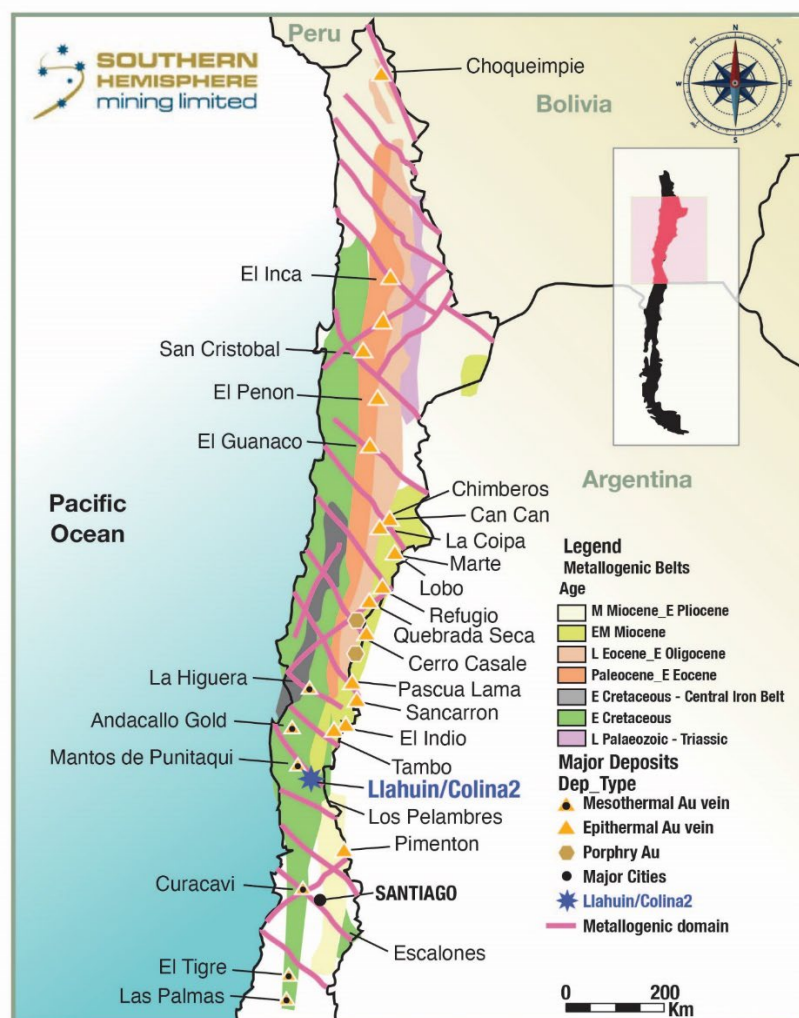 SOUTHERN
HEMISPHERE
mining limited
Peru
Choqueimpie
Bolivia
N
W
E
S
El Inca
San Cristobal
El Penon
El Guanaco
Argentina
Pacific
Ocean
Chimberos
Can Can
La Coipa
Marte
Lobo
Refugio
Quebrada Seca
Cerro Casale
La Higuera
Pascua Lama
Sancarron
Andacallo Gold
El Indio
Mantos de Punitaqui
Tambo
Llahuin/Colina2
Los Pelambres
Pimenton
Curacavi
SANTIAGO
Escalones
El Tigre
Las Palmas
Legend
Metallogenic Belts
Age
M Miocene_E Pliocene
EM Miocene
L Eocene_E Oligocene
Paleocene_E Eocene
E Cretaceous - Central Iron Belt
E Cretaceous
L Palaeozoic - Triassic
Major Deposits
Dep_Type
Mesothermal Au vein
Epithermal Au vein
Porphry Au
Major Cities
Llahuin/Colina2
Metallogenic domain
0 200
Km